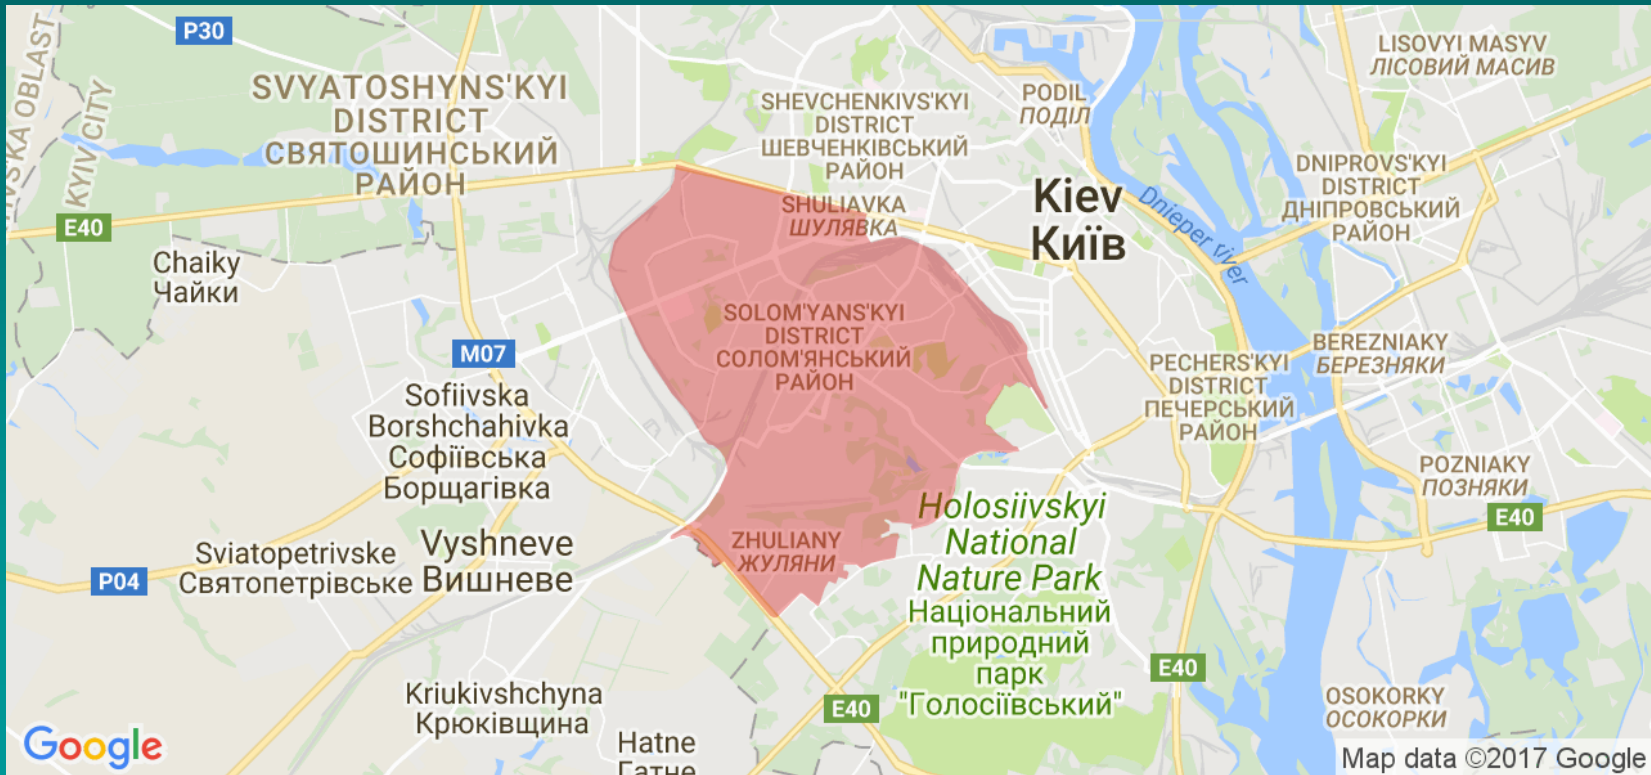 P30
LISOVYI MASYV
ЛІСОВИЙ МАСИВ
KYIV CITY
SVYATOSHYNS'KYI
DISTRICT
СВЯТОШИНСЬКИЙ
РАЙОН
SHEVCHENKIVS'KYI
DISTRICT
ШЕВЧЕНКІВСЬКИЙ
РАЙОН
PODIL
ПОДІЛ
DNIPROVS'KYI
DISTRICT
ДНІПРОВСЬКИЙ
РАЙОН
Kiev
Київ
Dnieper River
SHULIAVKA
ШУЛЯВКА
E40
Chaiky
Чайки
SOLOM'YANS'KYI
DISTRICT
СОЛОМ'ЯНСЬКИЙ
РАЙОН
M07
BEREZNIAKY
БЕРЕЗНЯКИ
PECHERS'KYI
DISTRICT
ПЕЧЕРСЬКИЙ
РАЙОН
Sofiivska
Borshchahivka
Софіївська
Борщагівка
POZNIAKY
ПОЗНЯКИ
E40
Holosiivskyi
National
Nature Park
Національний
природний
парк
"Голосіївський"
ZHULIANY
ЖУЛЯНИ
Vyshneve
Вишневе
Sviatopetrivske
Святопетрівське
P04
E40
E40
Kriukivshchyna
Крюківщина
OSOKORKY
ОСОКОРКИ
Hatne
Гатне
Google
Map data ©2017 Google